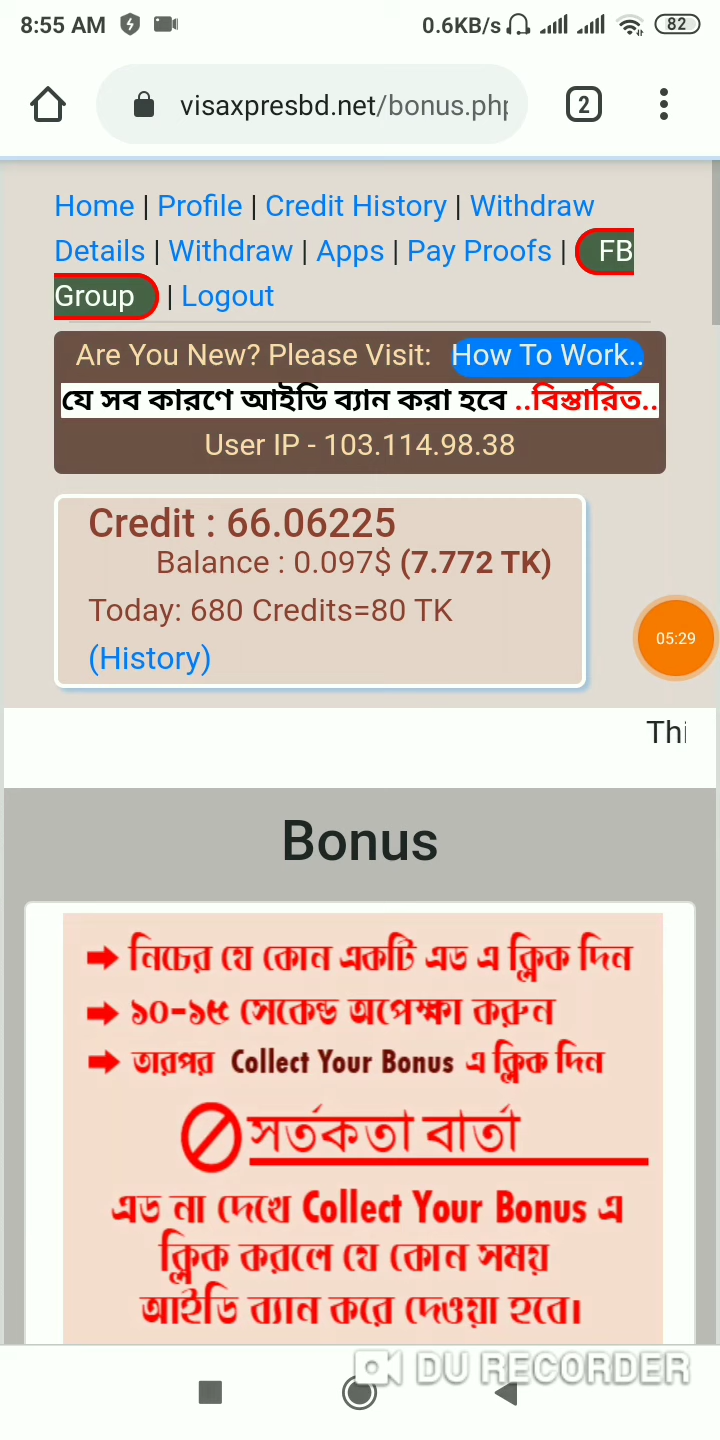 8:55 AM 0.6KB/s 82
visaxpresbd.net/bonus.php 2
Home | Profile | Credit History | Withdraw
Details | Withdraw | Apps | Pay Proofs | FB
Group | Logout
Are You New? Please Visit: How To Work..
যে সব কারণে আইডি ব্যান করা হবে ..বিস্তারিত..
User IP - 103.114.98.38
Credit : 66.06225
Balance : 0.097$ (7.772 TK)
Today: 680 Credits=80 TK
05:29
(History)
Thi
Bonus
নিচের যে কোন একটি এড এ ক্লিক দিন
১০-১৫ সেকেন্ড অপেক্ষা করুন
তারপর Collect Your Bonus এ ক্লিক দিন
সর্তকতা বার্তা
এড না দেখে Collect Your Bonus এ
ক্লিক করলে যে কোন সময়
আইডি ব্যান করে দেওয়া হবে।
DU RECORDER